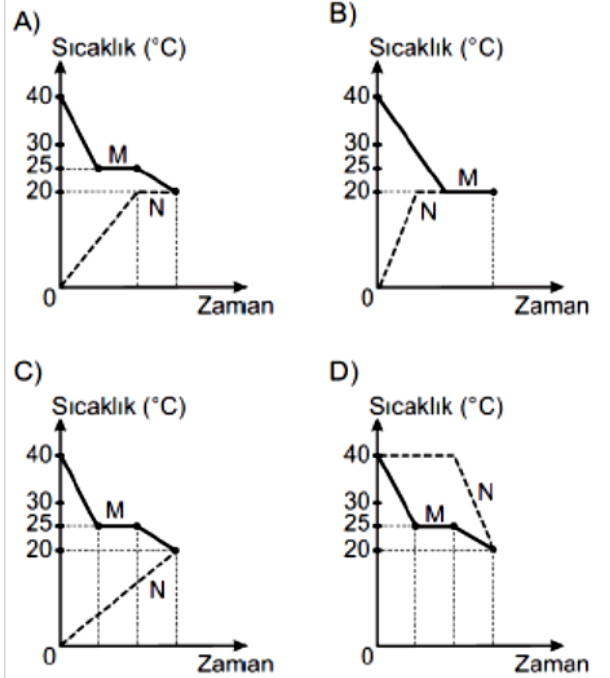 A)
Sıcaklık (°C)
40
30
25
20
M
N
0
Zaman
B)
Sıcaklık (°C)
40
30
25
20
M
N
0
Zaman
C)
Sıcaklık (°C)
40
30
25
20
M
N
0
Zaman
D)
Sıcaklık (°C)
40
30
25
20
M
N
0
Zaman